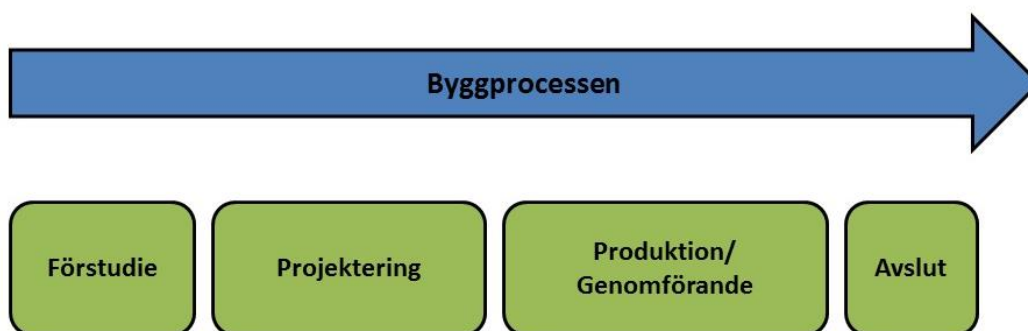 Byggprocessen
Förstudie
Projektering
Produktion/
Genomförande
Avslut